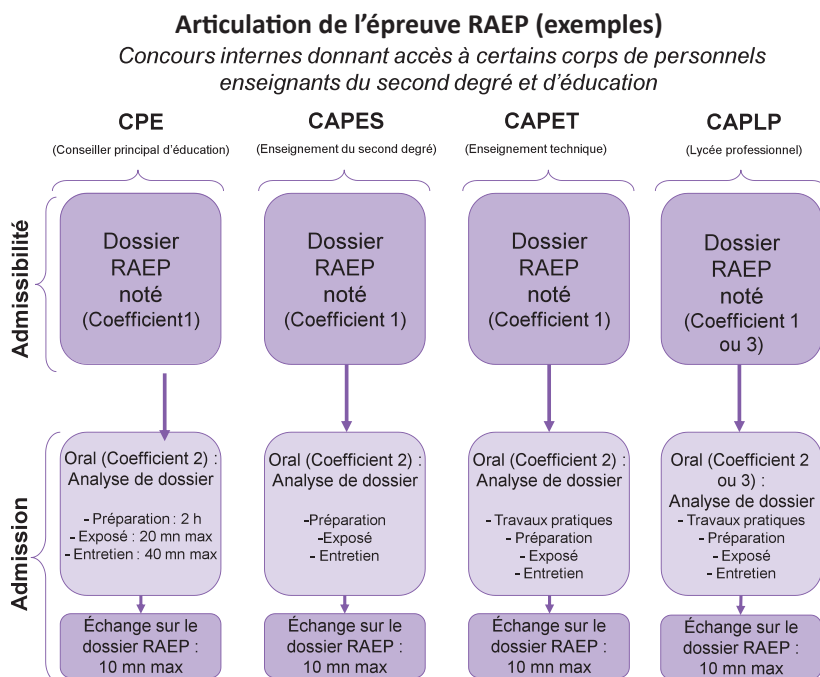 Articulation de l'épreuve RAEP (exemples)
Concours internes donnant accès à certains corps de personnels
enseignants du second degré et d'éducation
CPE
(Conseiller principal d'éducation)
CAPES
(Enseignement du second degré)
CAPET
(Enseignement technique)
CAPLP
(Lycée professionnel)
Admissibilité
Dossier
RAEP
noté
(Coefficient1)
Dossier
RAEP
noté
(Coefficient 1)
Dossier
RAEP
noté
(Coefficient 1)
Dossier
RAEP
noté
(Coefficient 1
ou 3)
Admission
Oral (Coefficient 2) :
Analyse de dossier
- Préparation : 2 h
- Exposé : 20 mn max
- Entretien : 40 mn max
Oral (Coefficient 2) :
Analyse de dossier
-Préparation
-Exposé
- Entretien
Oral (Coefficient 2) :
Analyse de dossier
- Travaux pratiques
- Préparation
- Exposé
- Entretien
Oral (Coefficient 2
ou 3) :
Analyse de dossier
- Travaux pratiques
- Préparation
- Exposé
- Entretien
Échange sur le
dossier RAEP :
10 mn max
Échange sur le
dossier RAEP :
10 mn max
Échange sur le
dossier RAEP :
10 mn max
Échange sur le
dossier RAEP :
10 mn max